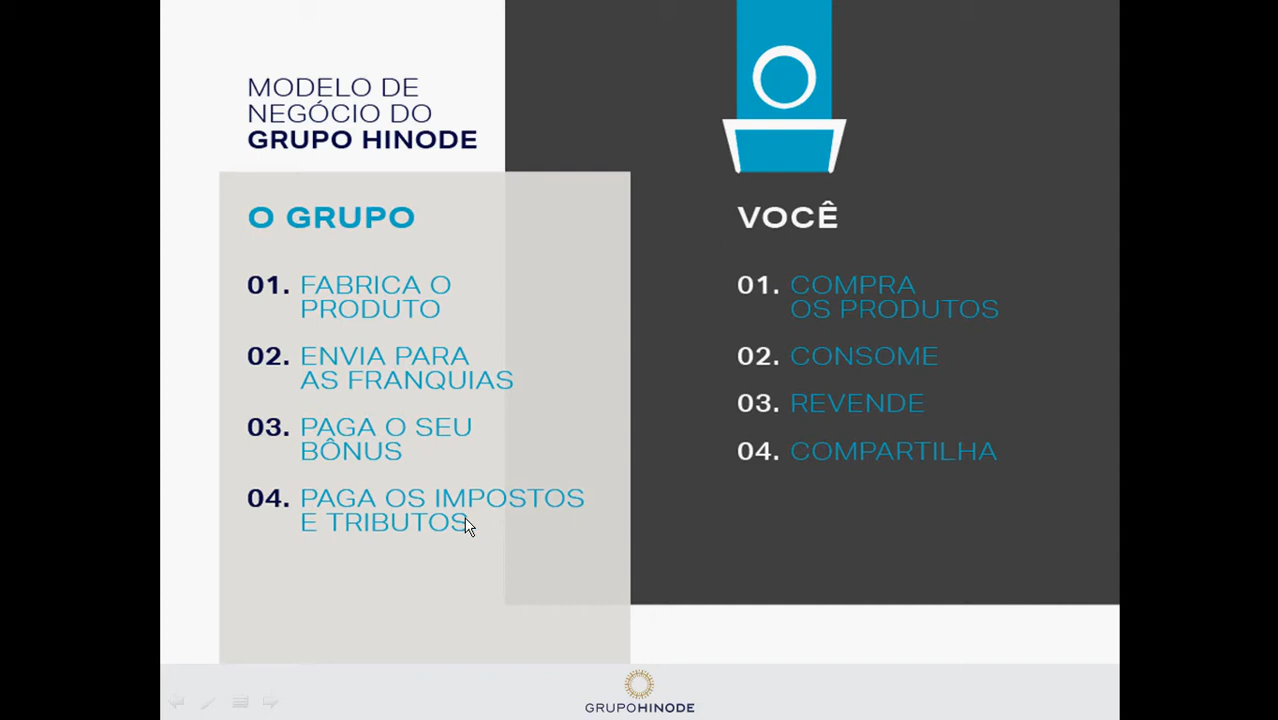 MODELO DE
NEGÓCIO DO
GRUPO HINODE
O GRUPO
01. FABRICA O
PRODUTO
02. ENVIA PARA
AS FRANQUIAS
03. PAGA O SEU
BÔNUS
04. PAGA OS IMPOSTOS
E TRIBUTOS
VOCÊ
01. COMPRA
OS PRODUTOS
02. CONSOME
03. REVENDE
04. COMPARTILHA
GRUPOHINODE